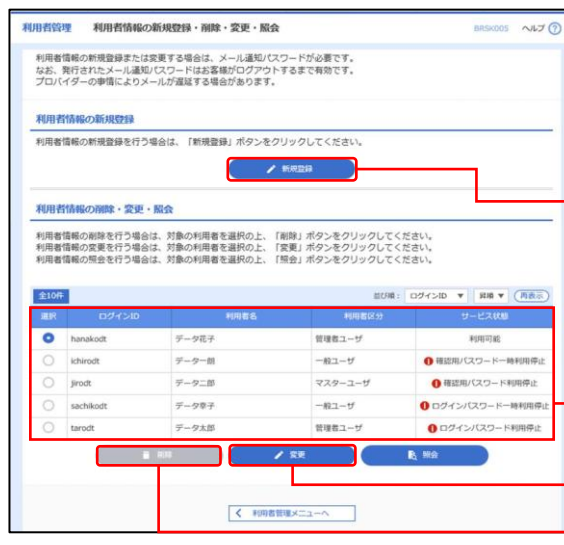 利用者管理 利用者情報の新規登録・削除・変更・照会 BRSK005 ヘルプ ?
利用者情報の新規登録または変更する場合は、メール通知パスワードが必要です。
なお、発行されたメール通知パスワードはお客様がログアウトするまで有効です。
プロバイダーの事情によりメールが遅延する場合があります。
利用者情報の新規登録
利用者情報の新規登録を行う場合は、「新規登録」ボタンをクリックしてください。
新規登録
利用者情報の削除・変更・照会
利用者情報の削除を行う場合は、対象の利用者を選択の上、「削除」ボタンをクリックしてください。
利用者情報の変更を行う場合は、対象の利用者を選択の上、「変更」ボタンをクリックしてください。
利用者情報の照会を行う場合は、対象の利用者を選択の上、「照会」ボタンをクリックしてください。
全10件 並び順: ログインID ▼ 昇順 ▼ 再表示
選択 ログインID 利用者名 利用者区分 サービス状態
hanakodt データ花子 管理者ユーザ 利用可能
ichirodt データ一郎 一般ユーザ 確認用パスワード一時利用停止
jirodt データ二郎 マスターユーザ 確認用パスワード利用停止
sachikodt データ幸子 一般ユーザ ログインパスワード一時利用停止
tarodt データ太郎 管理者ユーザ ログインパスワード利用停止
削除 変更 照会
利用者管理メニューへ